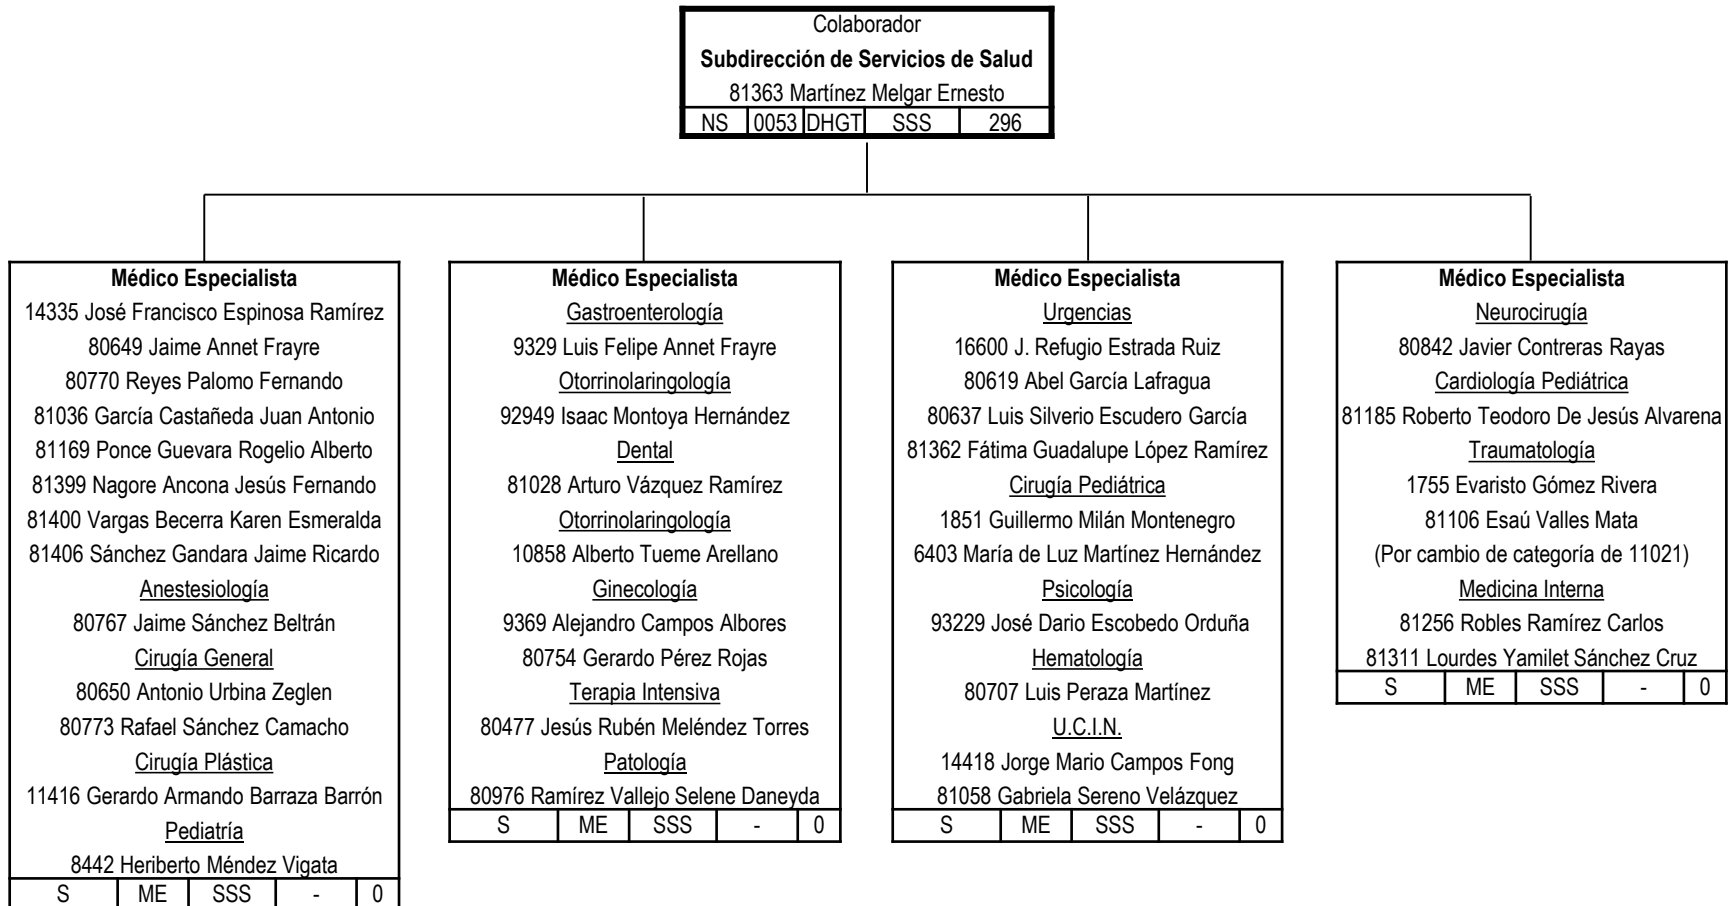 Colaborador
Subdirección de Servicios de Salud
81363 Martínez Melgar Ernesto
NS 0053 DHGT SSS 296
Médico Especialista
14335 José Francisco Espinosa Ramírez
80649 Jaime Annet Frayre
80770 Reyes Palomo Fernando
81036 García Castañeda Juan Antonio
81169 Ponce Guevara Rogelio Alberto
81399 Nagore Ancona Jesús Fernando
81400 Vargas Becerra Karen Esmeralda
81406 Sánchez Gandara Jaime Ricardo
Anestesiología
80767 Jaime Sánchez Beltrán
Cirugía General
80650 Antonio Urbina Zeglen
80773 Rafael Sánchez Camacho
Cirugía Plástica
11416 Gerardo Armando Barraza Barrón
Pediatría
8442 Heriberto Méndez Vigata
S ME SSS - 0
Médico Especialista
Gastroenterología
9329 Luis Felipe Annet Frayre
Otorrinolaringología
92949 Isaac Montoya Hernández
Dental
81028 Arturo Vázquez Ramírez
Otorrinolaringología
10858 Alberto Tueme Arellano
Ginecología
9369 Alejandro Campos Albores
80754 Gerardo Pérez Rojas
Terapia Intensiva
80477 Jesús Rubén Meléndez Torres
Patología
80976 Ramírez Vallejo Selene Daneyda
S ME SSS - 0
Médico Especialista
Urgencias
16600 J. Refugio Estrada Ruiz
80619 Abel García Lafragua
80637 Luis Silverio Escudero García
81362 Fátima Guadalupe López Ramírez
Cirugía Pediátrica
1851 Guillermo Milán Montenegro
6403 María de Luz Martínez Hernández
Psicología
93229 José Dario Escobedo Orduña
Hematología
80707 Luis Peraza Martínez
U.C.I.N.
14418 Jorge Mario Campos Fong
81058 Gabriela Sereno Velázquez
S ME SSS - 0
Médico Especialista
Neurocirugía
80842 Javier Contreras Rayas
Cardiología Pediátrica
81185 Roberto Teodoro De Jesús Alvarena
Traumatología
1755 Evaristo Gómez Rivera
81106 Esaú Valles Mata
(Por cambio de categoría de 11021)
Medicina Interna
81256 Robles Ramírez Carlos
81311 Lourdes Yamilet Sánchez Cruz
S ME SSS - 0